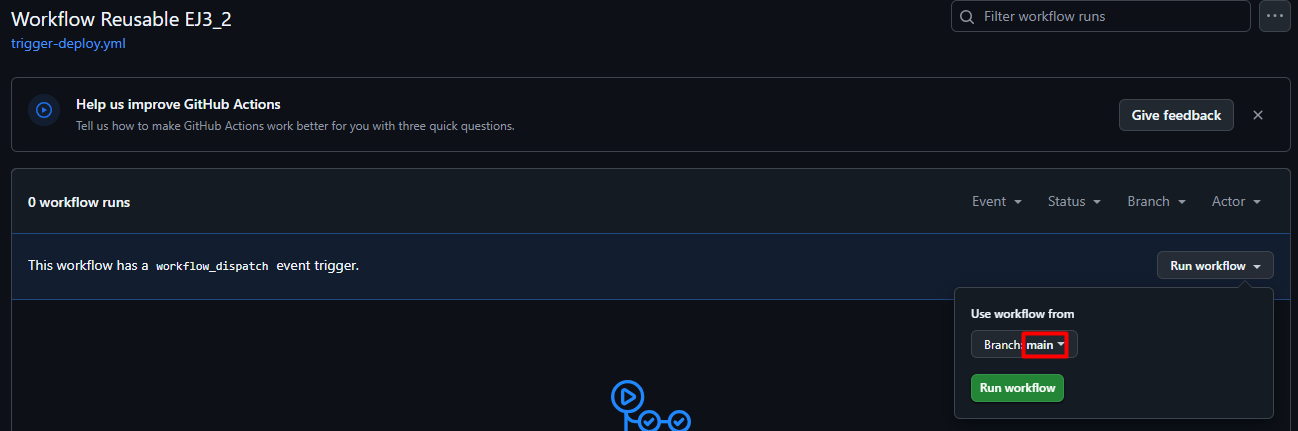 Workflow Reusable EJ3_2
Filter workflow runs
trigger-deploy.yml
Help us improve GitHub Actions
Tell us how to make GitHub Actions work better for you with three quick questions.
Give feedback
0 workflow runs
Event
Status
Branch
Actor
This workflow has a workflow_dispatch event trigger.
Run workflow
Use workflow from
Branch: main
Run workflow